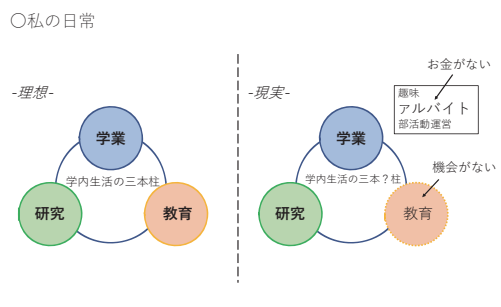 〇私の日常
-理想-
学業
学内生活の三本柱
研究
教育
-現実-
お金がない
趣味
アルバイト
部活動運営
学業
学内生活の三本？柱
機会がない
研究
教育